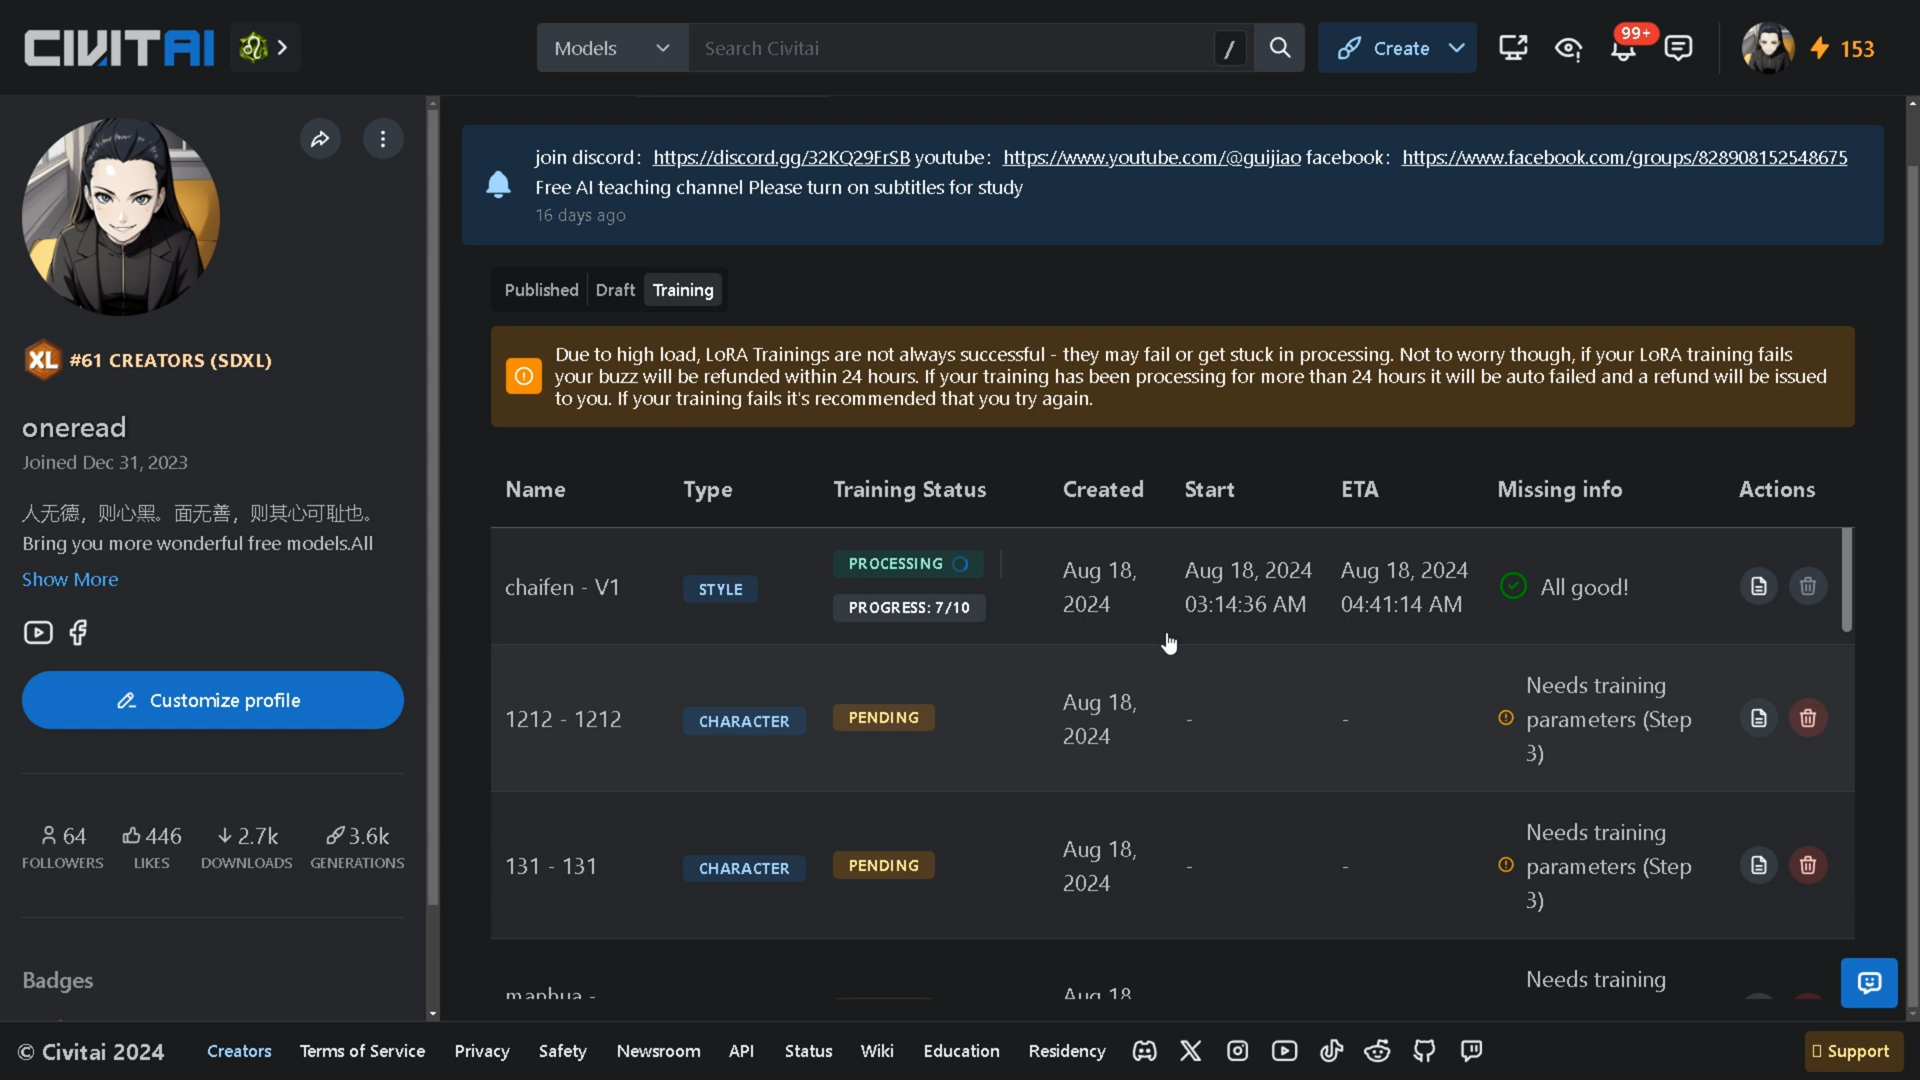 CIVITAI
Models
Search Civitai
/
Create
99+
153
join discord: https://discord.gg/32KQ29FrSB youtube: https://www.youtube.com/@guijiao facebook: https://www.facebook.com/groups/828908152548675
Free AI teaching channel Please turn on subtitles for study
16 days ago
Published Draft Training
XL #61 CREATORS (SDXL)
oneread
Joined Dec 31, 2023
人无德，则心黑。面无善，则其心可耻也。
Bring you more wonderful free models.All
Show More
Customize profile
64 446 2.7k 3.6k
FOLLOWERS LIKES DOWNLOADS GENERATIONS
Badges
Due to high load, LoRA Trainings are not always successful - they may fail or get stuck in processing. Not to worry though, if your LoRA training fails
your buzz will be refunded within 24 hours. If your training has been processing for more than 24 hours it will be auto failed and a refund will be issued
to you. If your training fails it's recommended that you try again.
Name Type Training Status Created Start ETA Missing info Actions
chaifen - V1 STYLE PROCESSING Aug 18, Aug 18, 2024 Aug 18, 2024 All good!
PROGRESS: 7/10 2024 03:14:36 AM 04:41:14 AM
1212 - 1212 CHARACTER PENDING Aug 18, - - Needs training
2024 parameters (Step
3)
131 - 131 CHARACTER PENDING Aug 18, - - Needs training
2024 parameters (Step
3)
manhua - Aug 18 Needs training
© Civitai 2024 Creators Terms of Service Privacy Safety Newsroom API Status Wiki Education Residency
Support